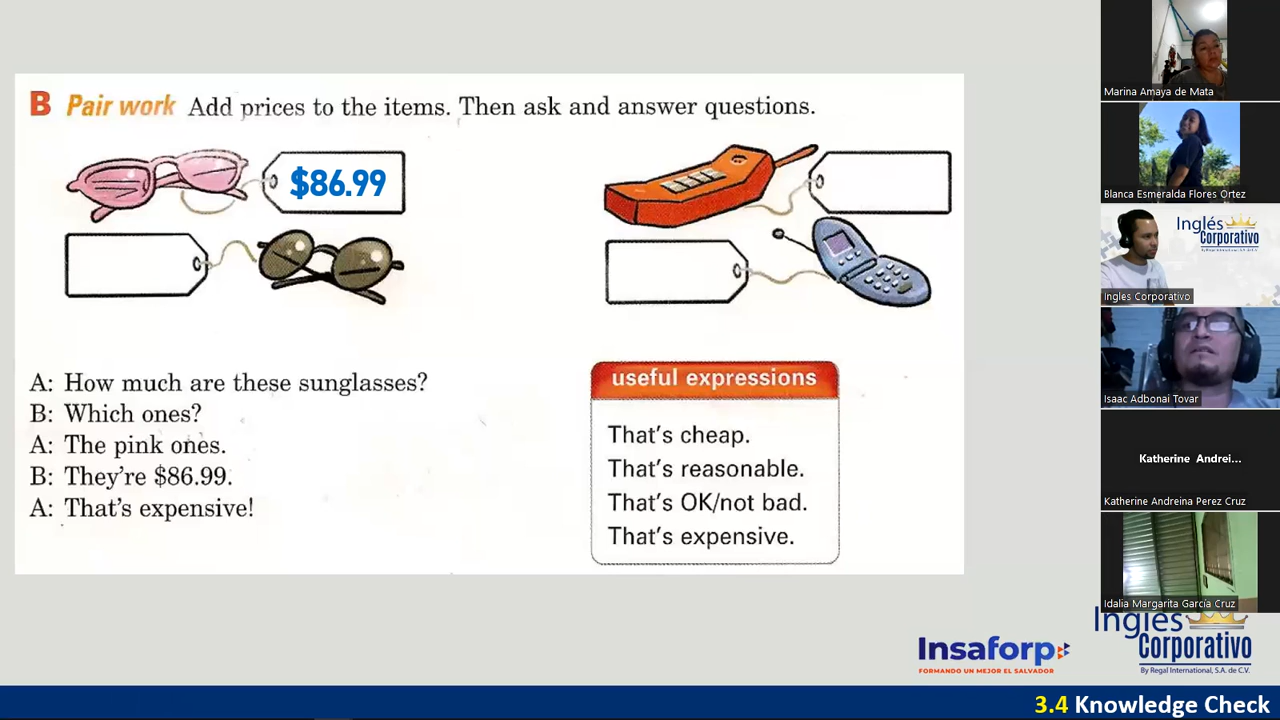 B Pair work Add prices to the items. Then ask and answer questions.
$86.99
A: How much are these sunglasses?
B: Which ones?
A: The pink ones.
B: They're $86.99.
A: That's expensive!
useful expressions
That's cheap.
That's reasonable.
That's OK/not bad.
That's expensive.
Marina Amaya de Mata
Blanca Esmeralda Flores Ortez
Inglés
Corporativo
By Regal International, S.A. de C.V.
Ingles Corporativo
Isaac Adbonai Tovar
Katherine Andrei...
Katherine Andreina Perez Cruz
Idalia Margarita García Cruz
Insaforp
FORMANDO UN MEJOR EL SALVADOR
Inglés
Corporativo
By Regal International, S.A. de C.V.
3.4 Knowledge Check